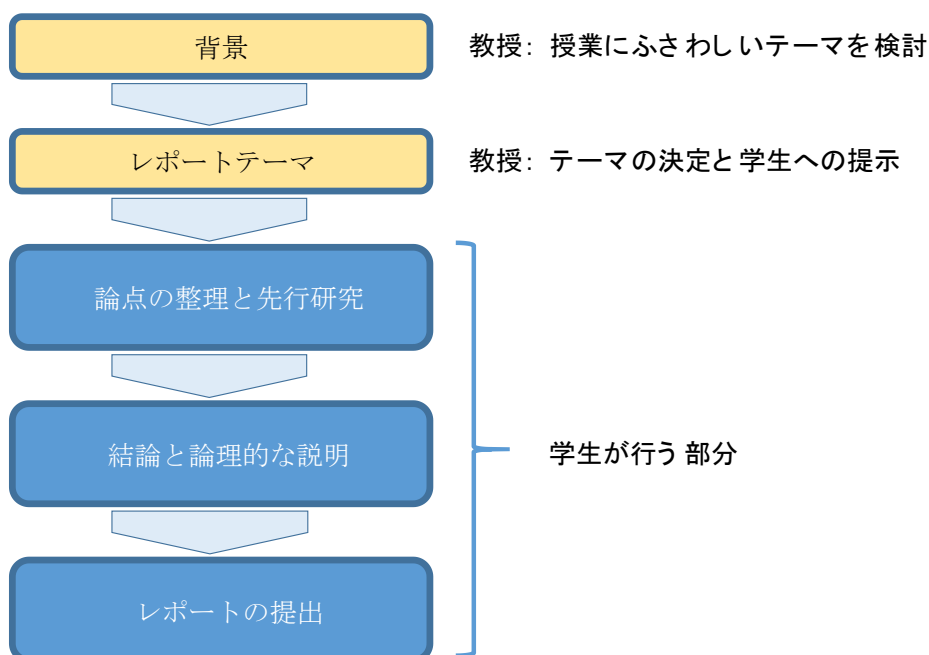 背景
教授: 授業にふさわしいテーマを検討
レポートテーマ
教授: テーマの決定と学生への提示
論点の整理と先行研究
結論と論理的な説明
学生が行う部分
レポートの提出